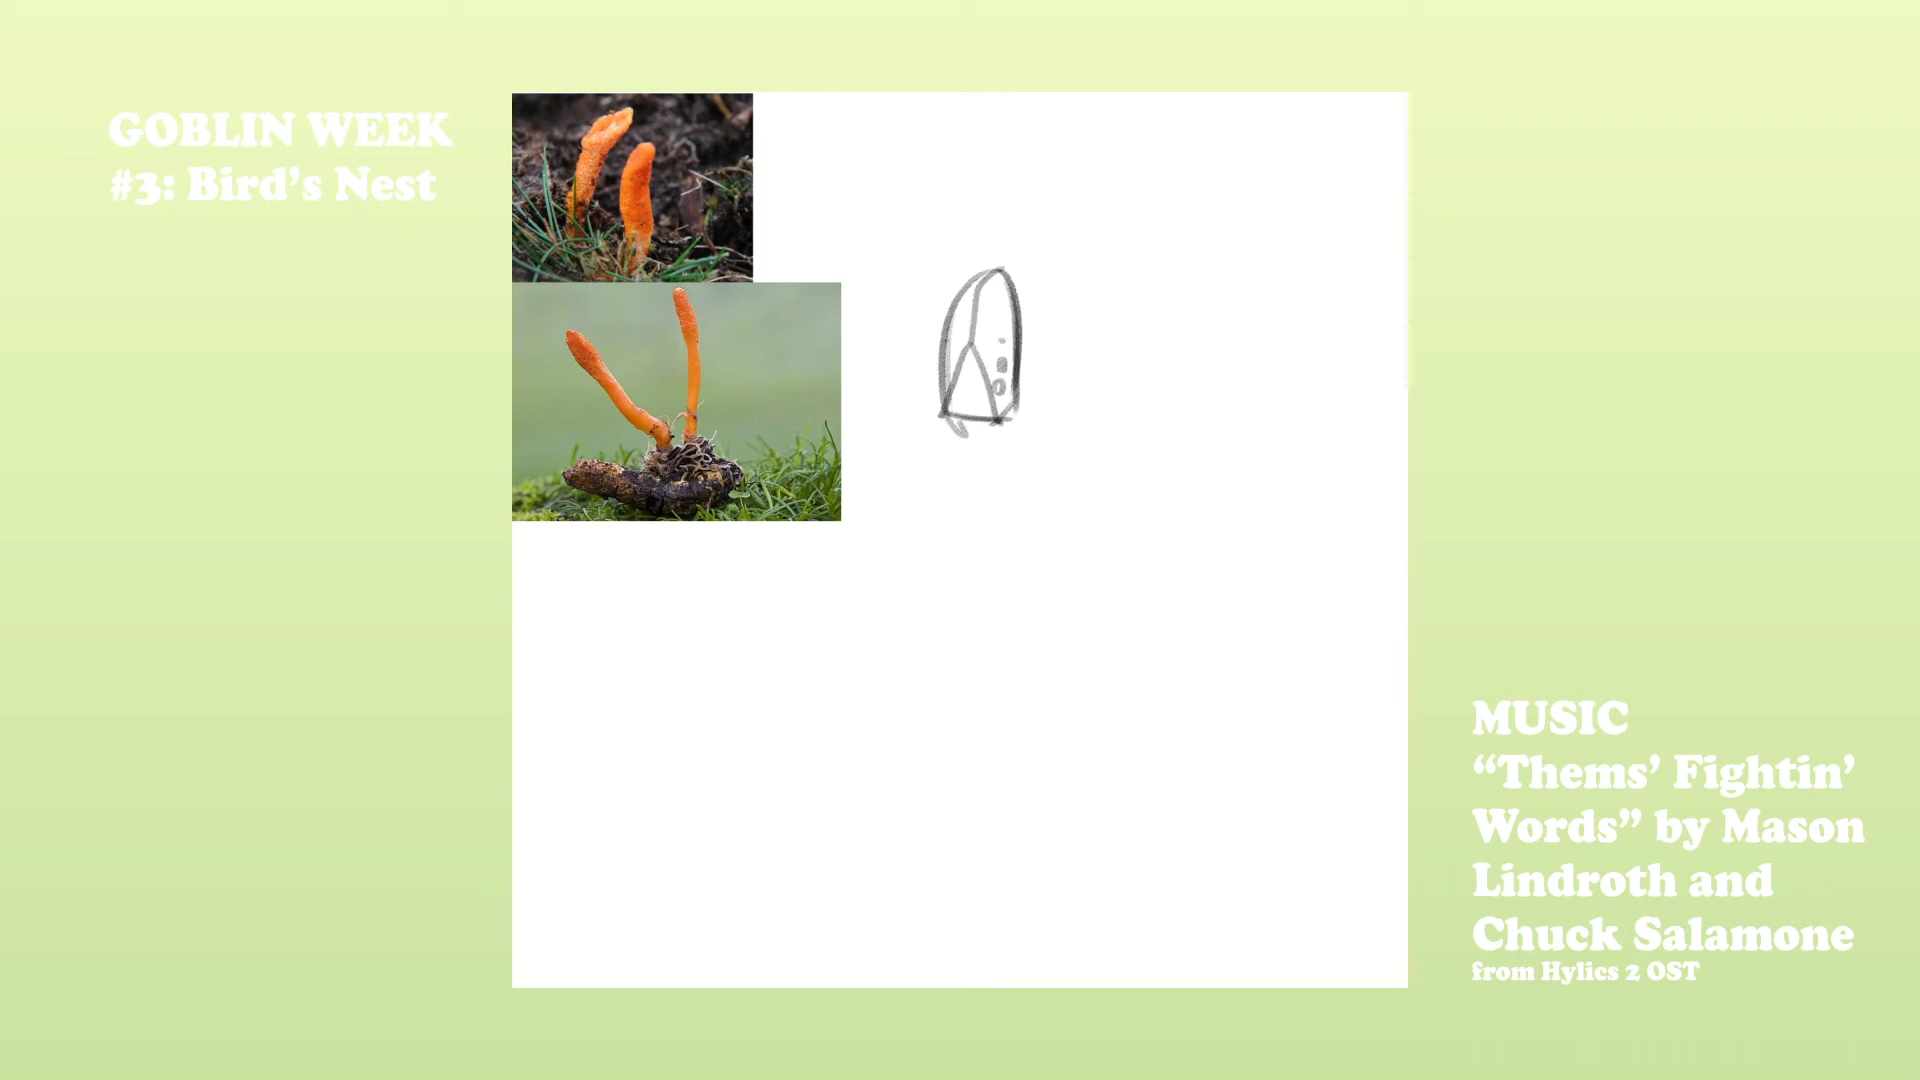 GOBLIN WEEK
#3: Bird's Nest
MUSIC
“Thems’ Fightin’
Words” by Mason
Lindroth and
Chuck Salamone
from Hylics 2 OST